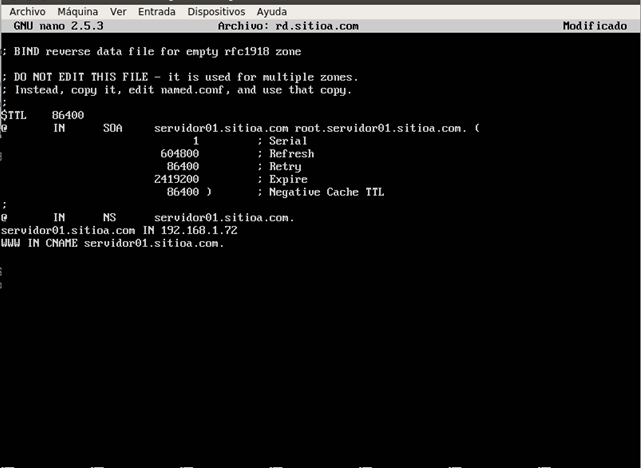 Archivo Máquina Ver Entrada Dispositivos Ayuda
GNU nano 2.5.3 Archivo: rd.sitioa.com Modificado
; BIND reverse data file for empty rfc1918 zone
; DO NOT EDIT THIS FILE - it is used for multiple zones.
; Instead, copy it, edit named.conf, and use that copy.
;
$TTL 86400
@ IN SOA servidor01.sitioa.com root.servidor01.sitioa.com. (
1 ; Serial
604800 ; Refresh
86400 ; Retry
2419200 ; Expire
86400 ) ; Negative Cache TTL
;
@ IN NS servidor01.sitioa.com.
servidor01.sitioa.com IN 192.168.1.72
WWW IN CNAME servidor01.sitioa.com.